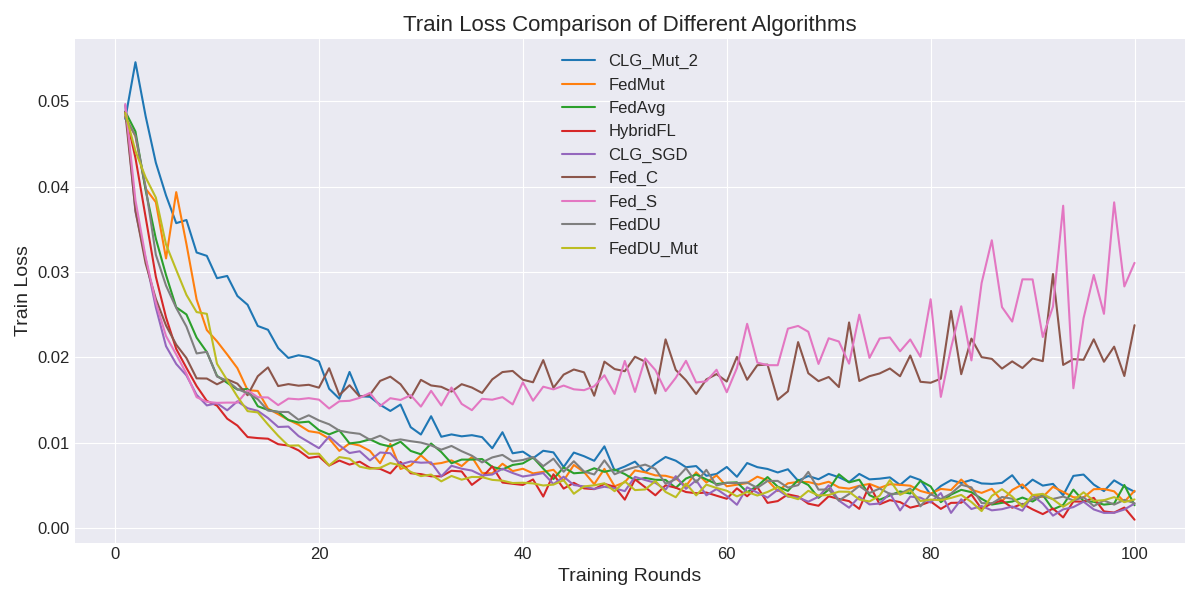 Train Loss Comparison of Different Algorithms
CLG_Mut_2
FedMut
FedAvg
HybridFL
CLG_SGD
Fed_C
Fed_S
FedDU
FedDU_Mut
Train Loss
0.05
0.04
0.03
0.02
0.01
0.00
0
20
40
60
80
100
Training Rounds